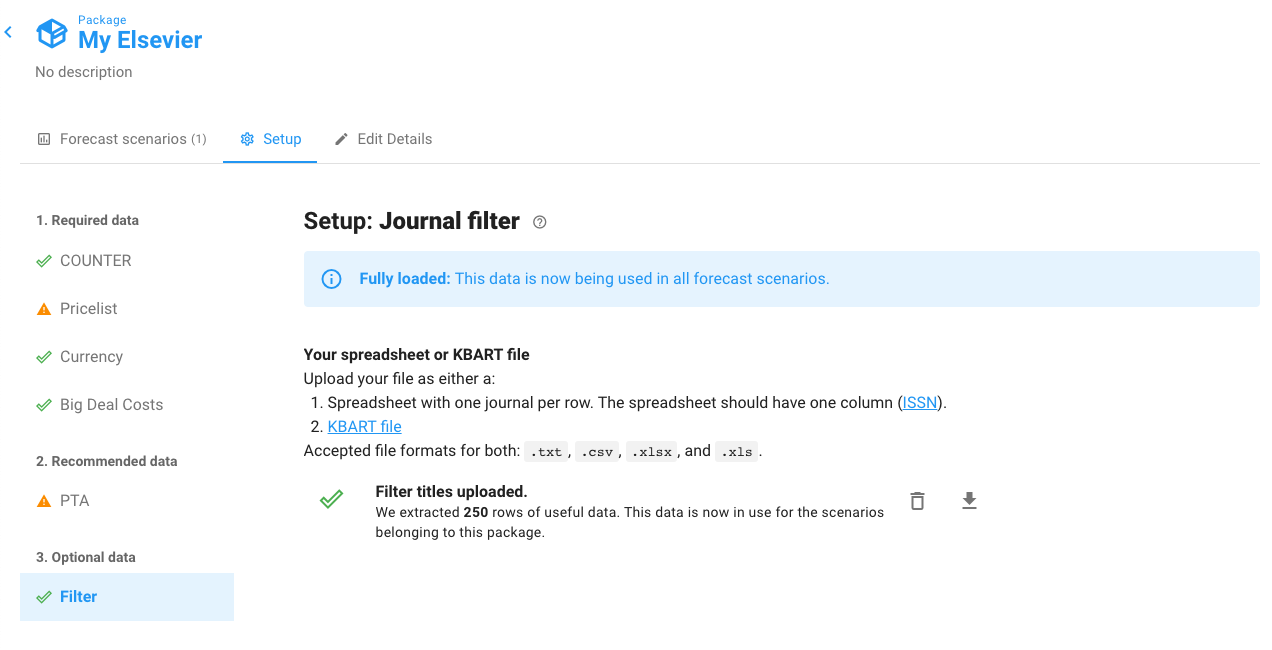 Package
My Elsevier
No description
Forecast scenarios (1)
Setup
Edit Details
1. Required data
COUNTER
Pricelist
Currency
Big Deal Costs
2. Recommended data
PTA
3. Optional data
Filter
Setup: Journal filter
Fully loaded: This data is now being used in all forecast scenarios.
Your spreadsheet or KBART file
Upload your file as either a:
1. Spreadsheet with one journal per row. The spreadsheet should have one column (ISSN).
2. KBART file
Accepted file formats for both: .txt, .csv, .xlsx, and .xls.
Filter titles uploaded.
We extracted 250 rows of useful data. This data is now in use for the scenarios
belonging to this package.